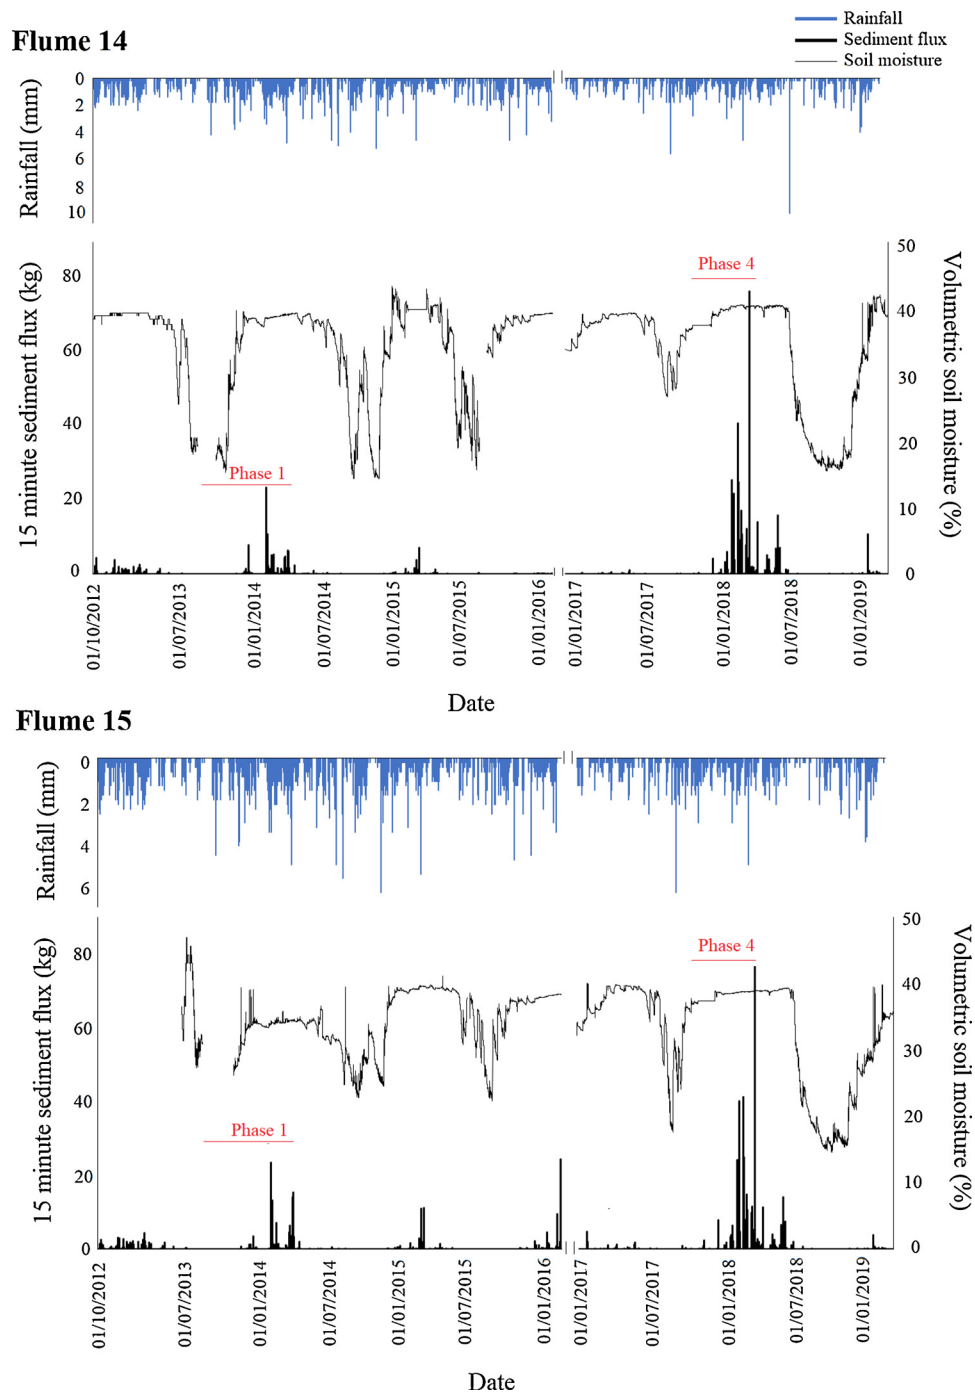 Rainfall
Sediment flux
Soil moisture
Flume 14
Rainfall (mm)
0
2
4
6
8
10
15 minute sediment flux (kg)
80
60
40
20
0
Volumetric soil
moisture (%)
50
40
30
20
10
0
Phase 1
Phase 4
01/10/2012
01/07/2013
01/01/2014
01/07/2014
01/01/2015
01/07/2015
01/01/2016
01/01/2017
01/07/2017
01/01/2018
01/07/2018
01/01/2019
Date
Flume 15
Rainfall (mm)
0
2
4
6
15 minute sediment flux (kg)
80
60
40
20
0
Volumetric soil
moisture (%)
50
40
30
20
10
0
Phase 1
Phase 4
01/10/2012
01/07/2013
01/01/2014
01/07/2014
01/01/2015
01/07/2015
01/01/2016
01/01/2017
01/07/2017
01/01/2018
01/07/2018
01/01/2019
Date